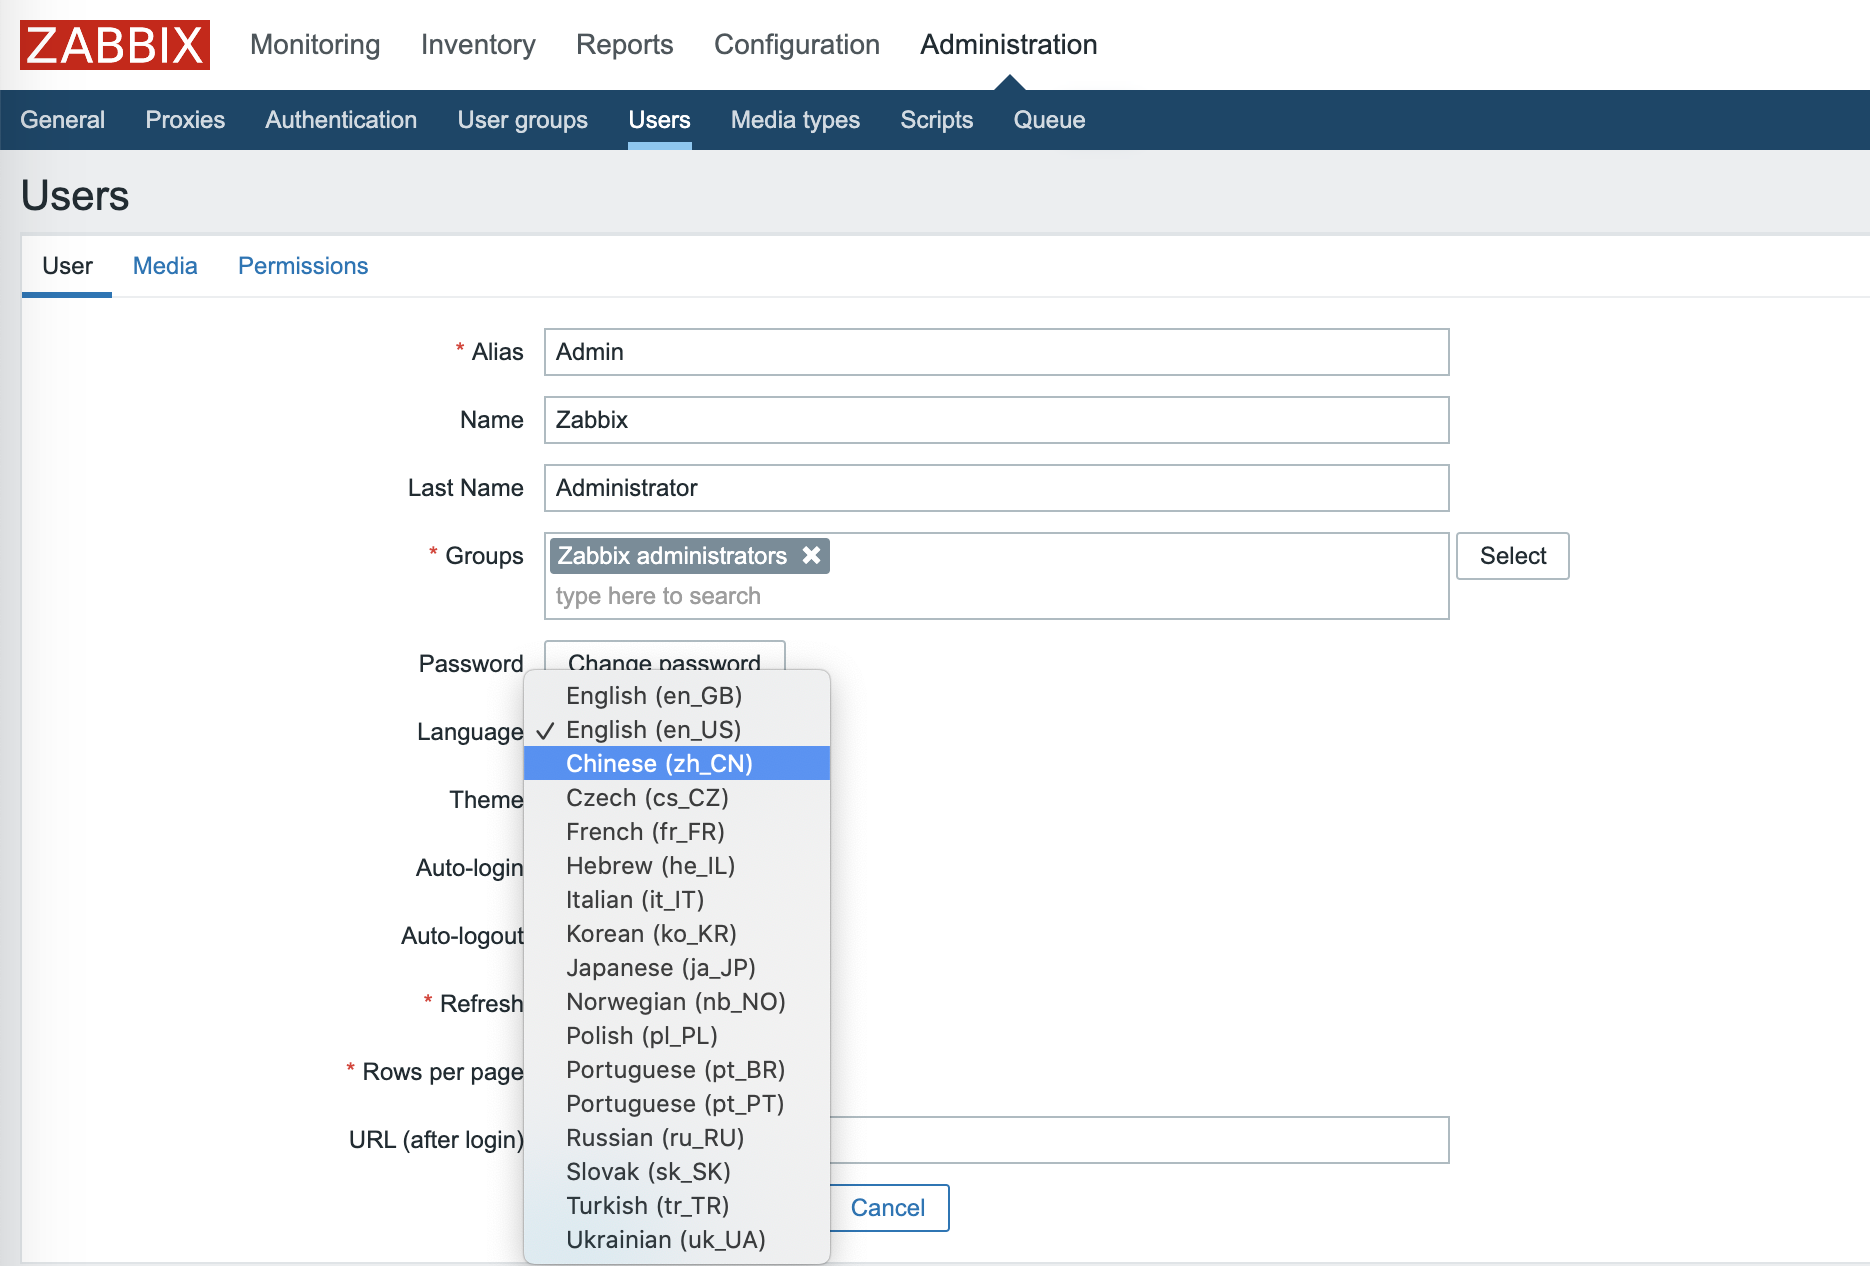 ZABBIX Monitoring Inventory Reports Configuration Administration
General Proxies Authentication User groups Users Media types Scripts Queue
Users
User Media Permissions
* Alias Admin
Name Zabbix
Last Name Administrator
* Groups Zabbix administrators ✖ Select
type here to search
Password Change password
English (en_GB)
Language ✓ English (en_US)
Chinese (zh_CN)
Theme Czech (cs_CZ)
French (fr_FR)
Auto-login Hebrew (he_IL)
Italian (it_IT)
Auto-logout Korean (ko_KR)
Japanese (ja_JP)
* Refresh Norwegian (nb_NO)
Polish (pl_PL)
* Rows per page Portuguese (pt_BR)
Portuguese (pt_PT)
URL (after login) Russian (ru_RU)
Slovak (sk_SK)
Turkish (tr_TR) Cancel
Ukrainian (uk_UA)